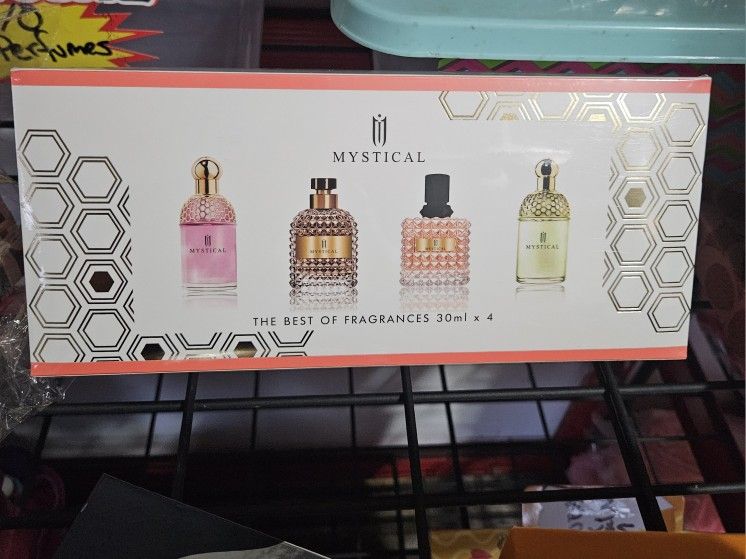 Perfumes
MYSTICAL
MYSTICAL
MYSTICAL
MYSTICAL
THE BEST OF FRAGRANCES 30ml x 4